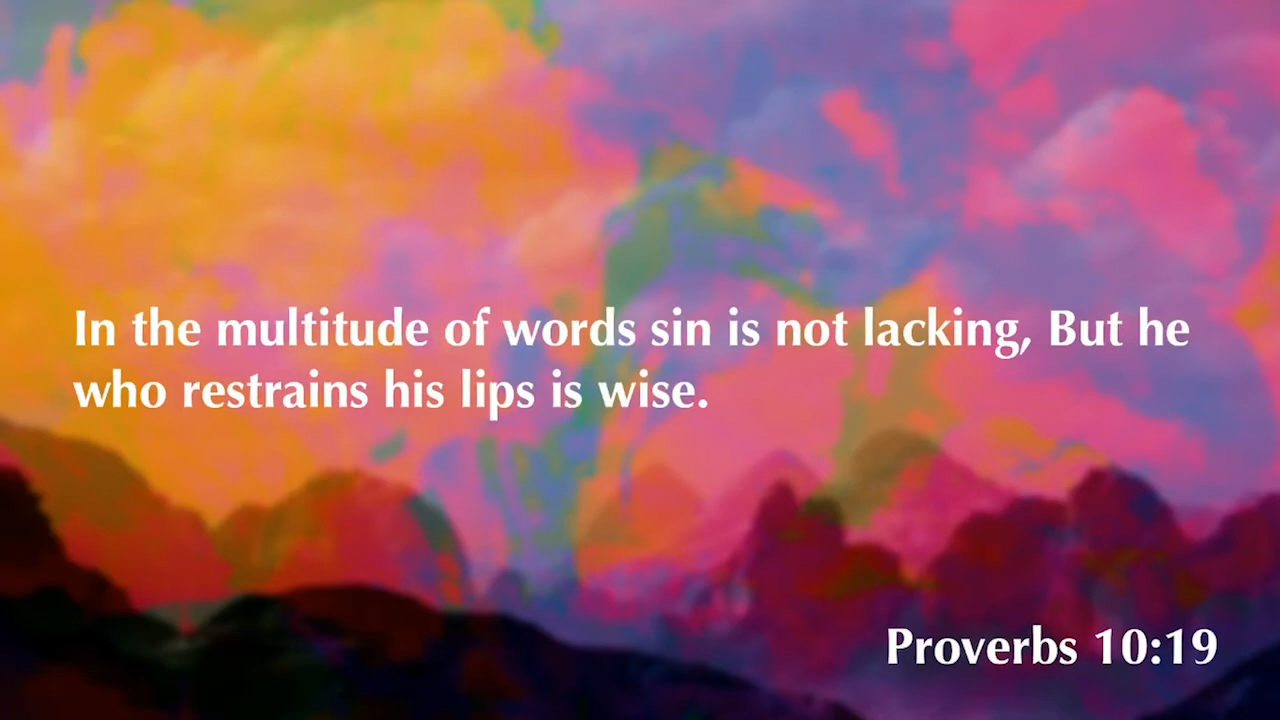 In the multitude of words sin is not lacking, But he
who restrains his lips is wise.
Proverbs 10:19